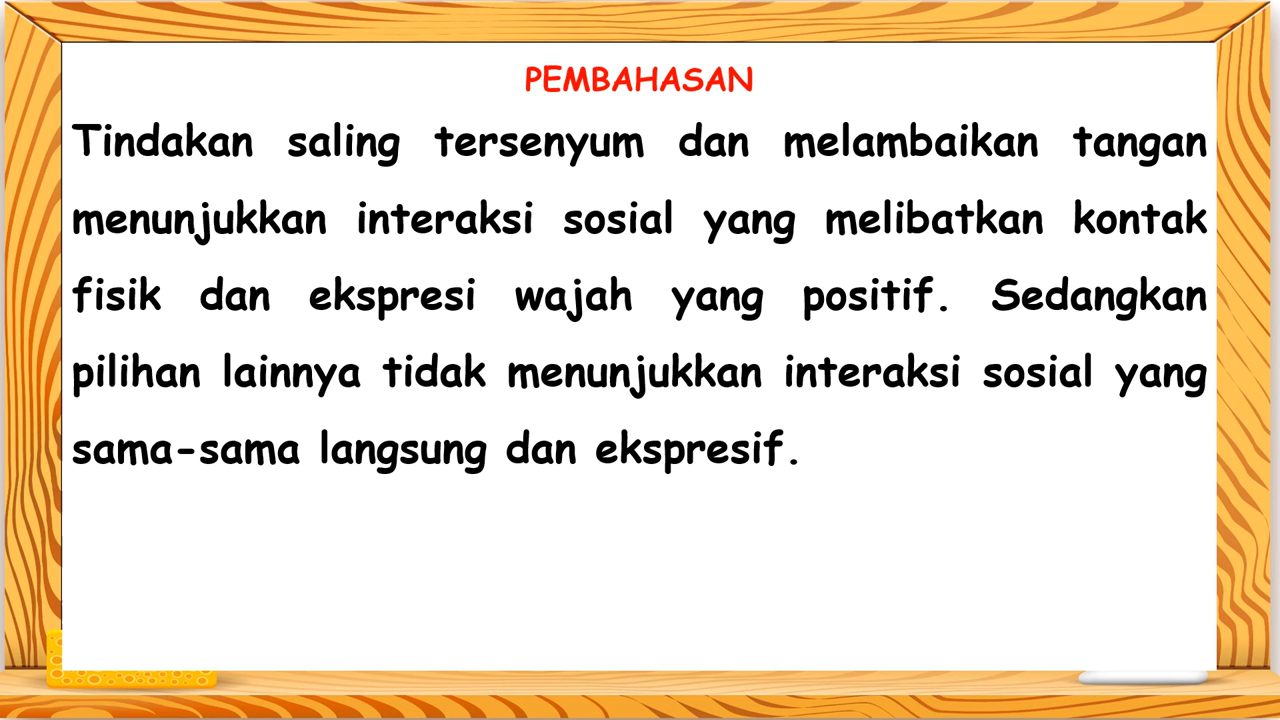 PEMBAHASAN
Tindakan saling tersenyum dan melambaikan tangan
menunjukkan interaksi sosial yang melibatkan kontak
fisik dan ekspresi wajah yang positif. Sedangkan
pilihan lainnya tidak menunjukkan interaksi sosial yang
sama-sama langsung dan ekspresif.